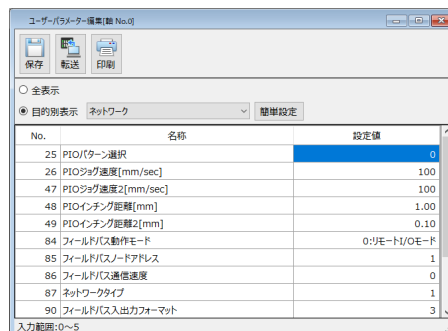 ユーザーパラメーター編集[軸 No.0]
保存 転送 印刷
全表示
目的別表示 ネットワーク 簡単設定
No. 名称 設定値
25 PIOパターン選択 0
26 PIOジョグ速度[mm/sec] 100
47 PIOジョグ速度2[mm/sec] 100
48 PIOインチング距離[mm] 1.00
49 PIOインチング距離2[mm] 0.10
84 フィールドバス動作モード 0:リモートI/Oモード
85 フィールドバスノードアドレス 1
86 フィールドバス通信速度 0
87 ネットワークタイプ 1
90 フィールドバス入出力フォーマット 3
入力範囲:0～5